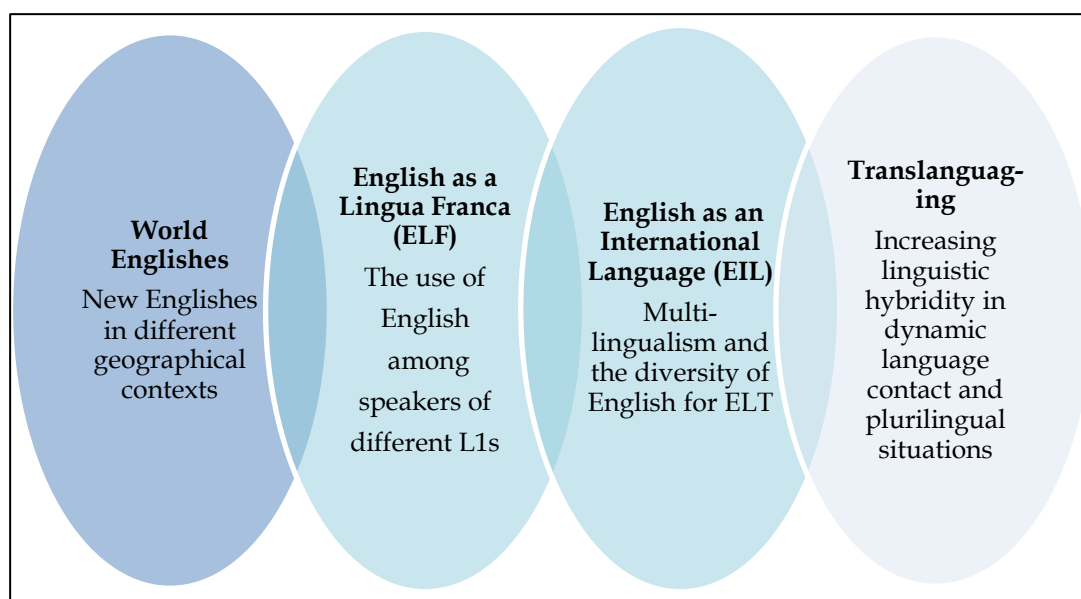 World
Englishes
New Englishes
in different
geographical
contexts
English as a
Lingua Franca
(ELF)
The use of
English
among
speakers of
different L1s
English as an
International
Language (EIL)
Multi-
lingualism and
the diversity of
English for ELT
Translanguag-
ing
Increasing
linguistic
hybridity in
dynamic
language
contact and
plurilingual
situations